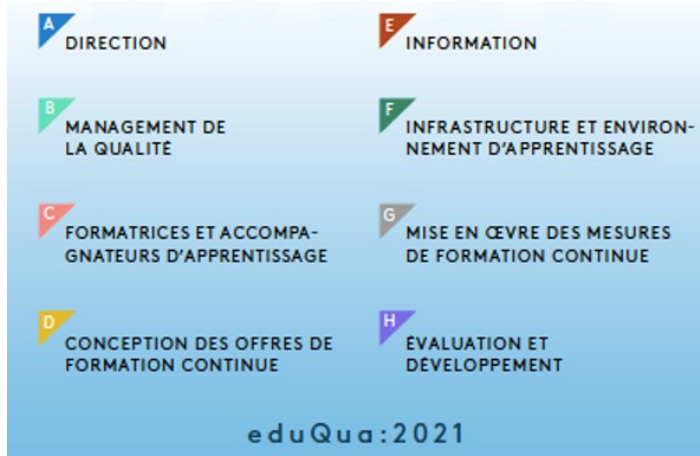 A
DIRECTION
B
MANAGEMENT DE
LA QUALITÉ
C
FORMATRICES ET ACCOMPA-
GNATEURS D'APPRENTISSAGE
D
CONCEPTION DES OFFRES DE
FORMATION CONTINUE
E
INFORMATION
F
INFRASTRUCTURE ET ENVIRON-
NEMENT D'APPRENTISSAGE
G
MISE EN ŒVRE DES MESURES
DE FORMATION CONTINUE
H
ÉVALUATION ET
DÉVELOPPEMENT
eduQua:2021